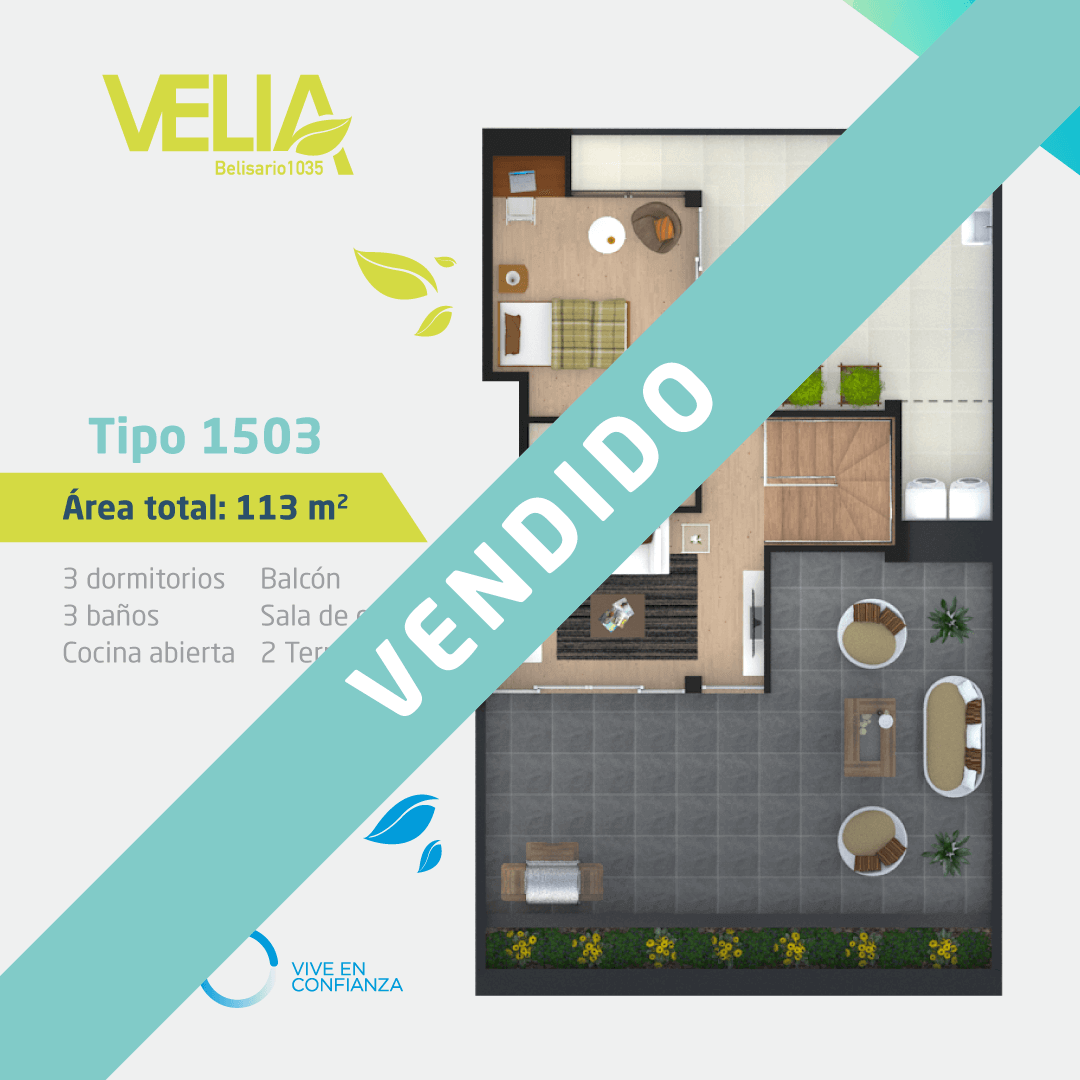 VELIA
Belisario1035
Tipo 1503
Área total: 113 m²
3 dormitorios
3 baños
Cocina abierta
Balcón
Sala de
2
VENDIDO
VIVE EN
CONFIANZA